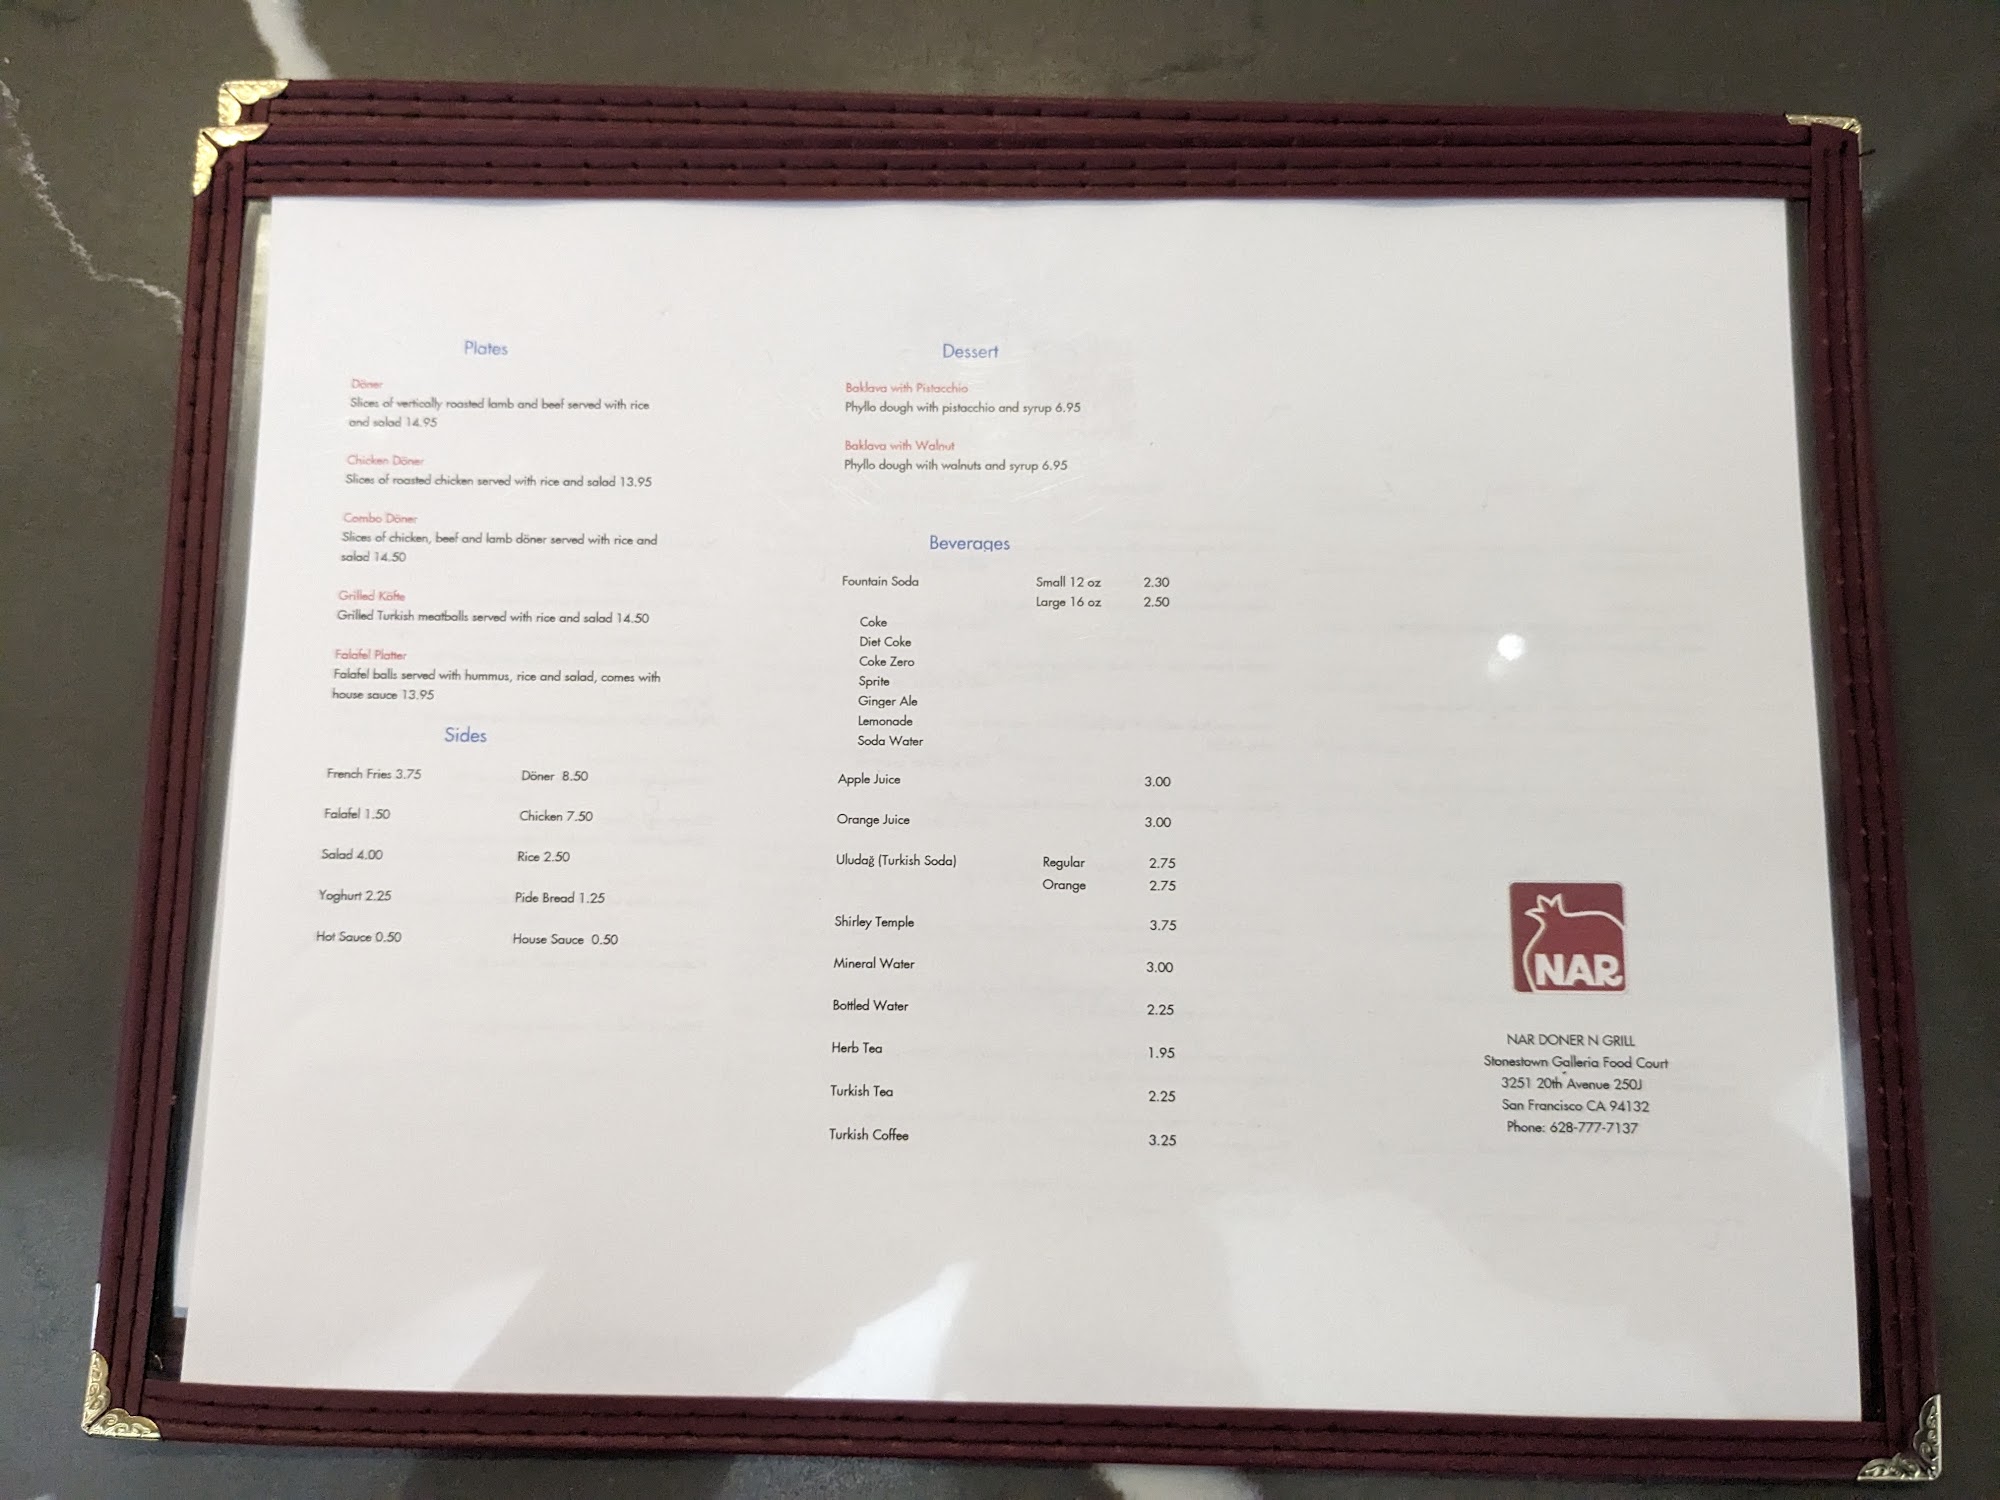 Plates
Döner
Slices of vertically roasted lamb and beef served with rice
and salad 14.95
Chicken Döner
Slices of roasted chicken served with rice and salad 13.95
Combo Döner
Slices of chicken, beef and lamb döner served with rice and
salad 14.50
Grilled Köfte
Grilled Turkish meatballs served with rice and salad 14.50
Falafel Platter
Falafel balls served with hummus, rice and salad, comes with
house sauce 13.95
Sides
French Fries 3.75 Döner 8.50
Falafel 1.50 Chicken 7.50
Salad 4.00 Rice 2.50
Yoghurt 2.25 Pide Bread 1.25
Hot Sauce 0.50 House Sauce 0.50
Dessert
Baklava with Pistacchio
Phyllo dough with pistacchio and syrup 6.95
Baklava with Walnut
Phyllo dough with walnuts and syrup 6.95
Beverages
Fountain Soda Small 12 oz 2.30
Large 16 oz 2.50
Coke
Diet Coke
Coke Zero
Sprite
Ginger Ale
Lemonade
Soda Water
Apple Juice 3.00
Orange Juice 3.00
Uludağ (Turkish Soda) Regular 2.75
Orange 2.75
Shirley Temple 3.75
Mineral Water 3.00
Bottled Water 2.25
Herb Tea 1.95
Turkish Tea 2.25
Turkish Coffee 3.25
NAR
NAR DONER N GRILL
Stonestown Galleria Food Court
3251 20th Avenue 250J
San Francisco CA 94132
Phone: 628-777-7137